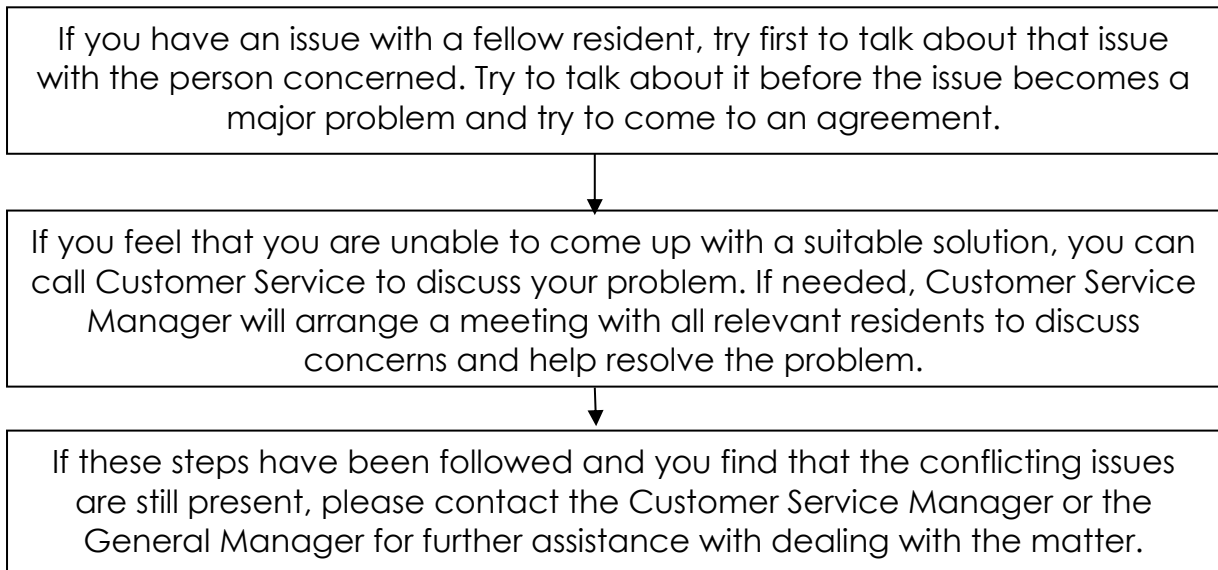 If you have an issue with a fellow resident, try first to talk about that issue
with the person concerned. Try to talk about it before the issue becomes a
major problem and try to come to an agreement.
If you feel that you are unable to come up with a suitable solution, you can
call Customer Service to discuss your problem. If needed, Customer Service
Manager will arrange a meeting with all relevant residents to discuss
concerns and help resolve the problem.
If these steps have been followed and you find that the conflicting issues
are still present, please contact the Customer Service Manager or the
General Manager for further assistance with dealing with the matter.